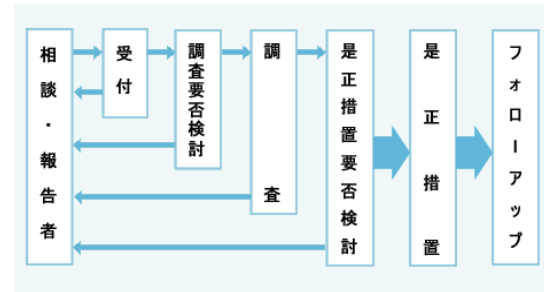 相談・報告者
受付
調査要否検討
調査
是正措置要否検討
是正措置
フォローアップ